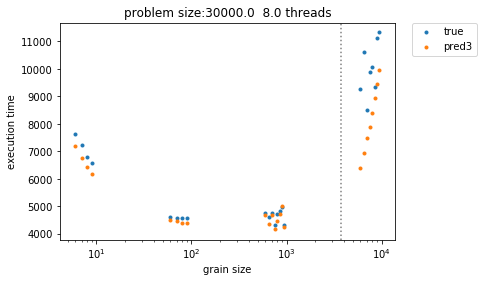 problem size:30000.0  8.0 threads
true
pred3
execution time
11000
10000
9000
8000
7000
6000
5000
4000
10¹
10²
10³
10⁴
grain size